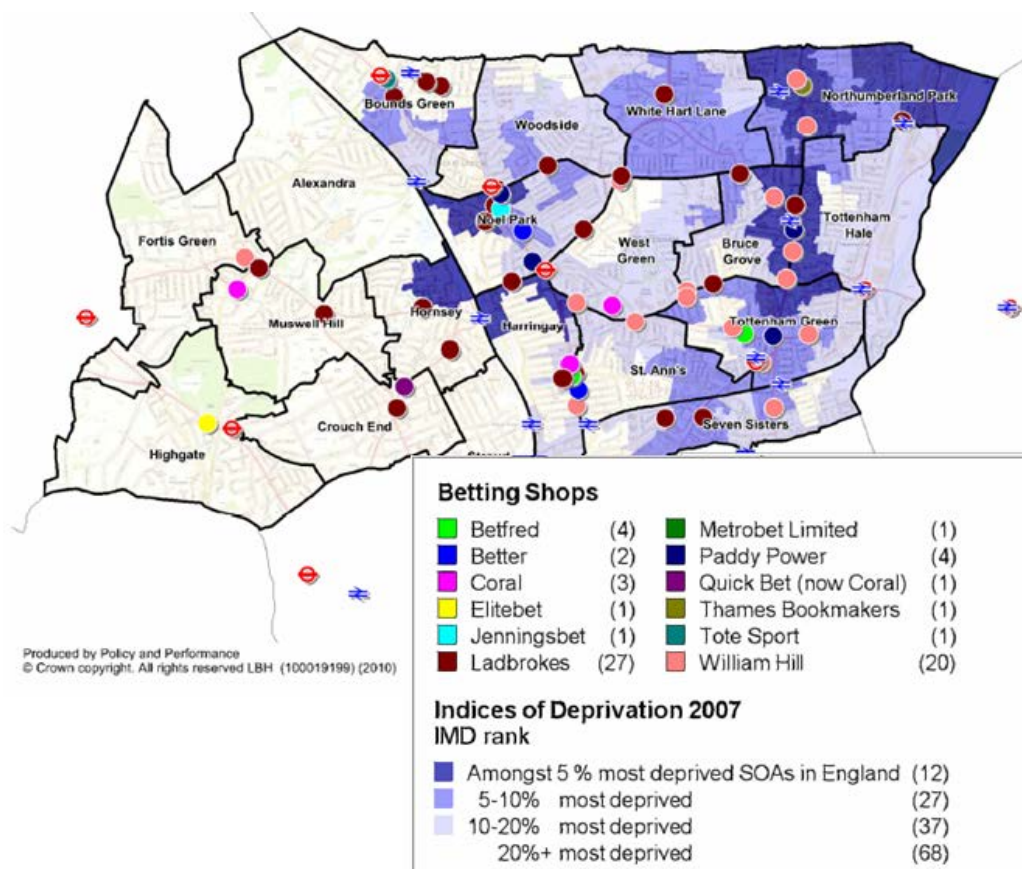 Bounds Green
White Hart Lane
Northumberland Park
Woodside
Alexandra
Noel Park
Fortis Green
West
Green
Bruce
Grove
Tottenham
Hale
Muswell Hill
Hornsey
Harringay
Tottenham Green
St. Ann's
Crouch End
Seven Sisters
Highgate
Betting Shops
Betfred (4) Metrobet Limited (1)
Better (2) Paddy Power (4)
Coral (3) Quick Bet (now Coral) (1)
Elitebet (1) Thames Bookmakers (1)
Jenningsbet (1) Tote Sport (1)
Ladbrokes (27) William Hill (20)
Indices of Deprivation 2007
IMD rank
Amongst 5 % most deprived SOAs in England (12)
5-10% most deprived (27)
10-20% most deprived (37)
20%+ most deprived (68)
Produced by Policy and Performance
© Crown copyright. All rights reserved LBH (100019199) (2010)